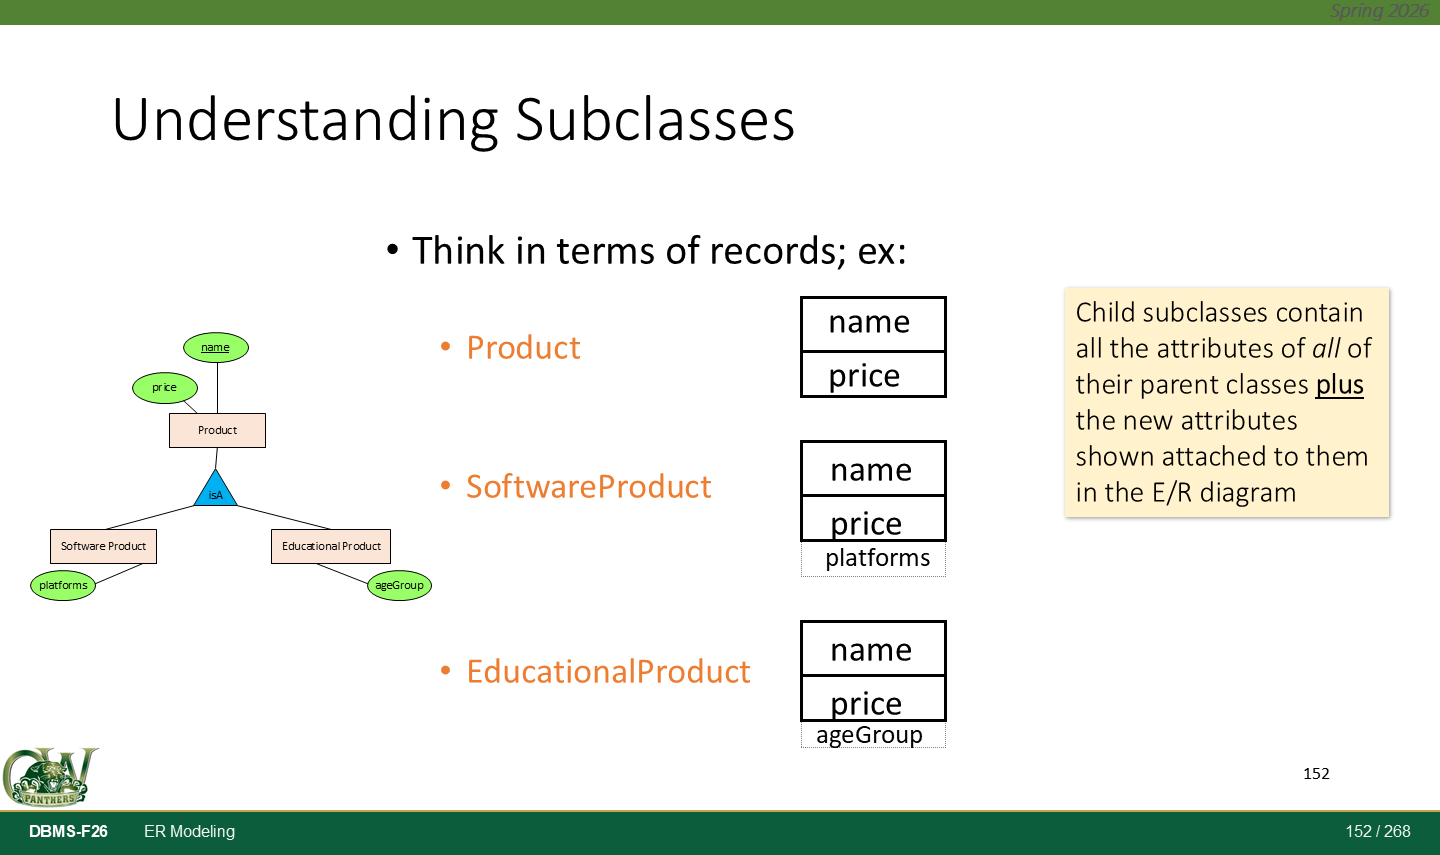 Spring 2026
Understanding Subclasses
• Think in terms of records; ex:
• Product
name
price
• SoftwareProduct
name
price
platforms
• EducationalProduct
name
price
ageGroup
Child subclasses contain
all the attributes of all of
their parent classes plus
the new attributes
shown attached to them
in the E/R diagram
name
price
Product
isA
Software Product
Educational Product
platforms
ageGroup
152
OW
PANTHERS
DBMS-F26
ER Modeling
152 / 268